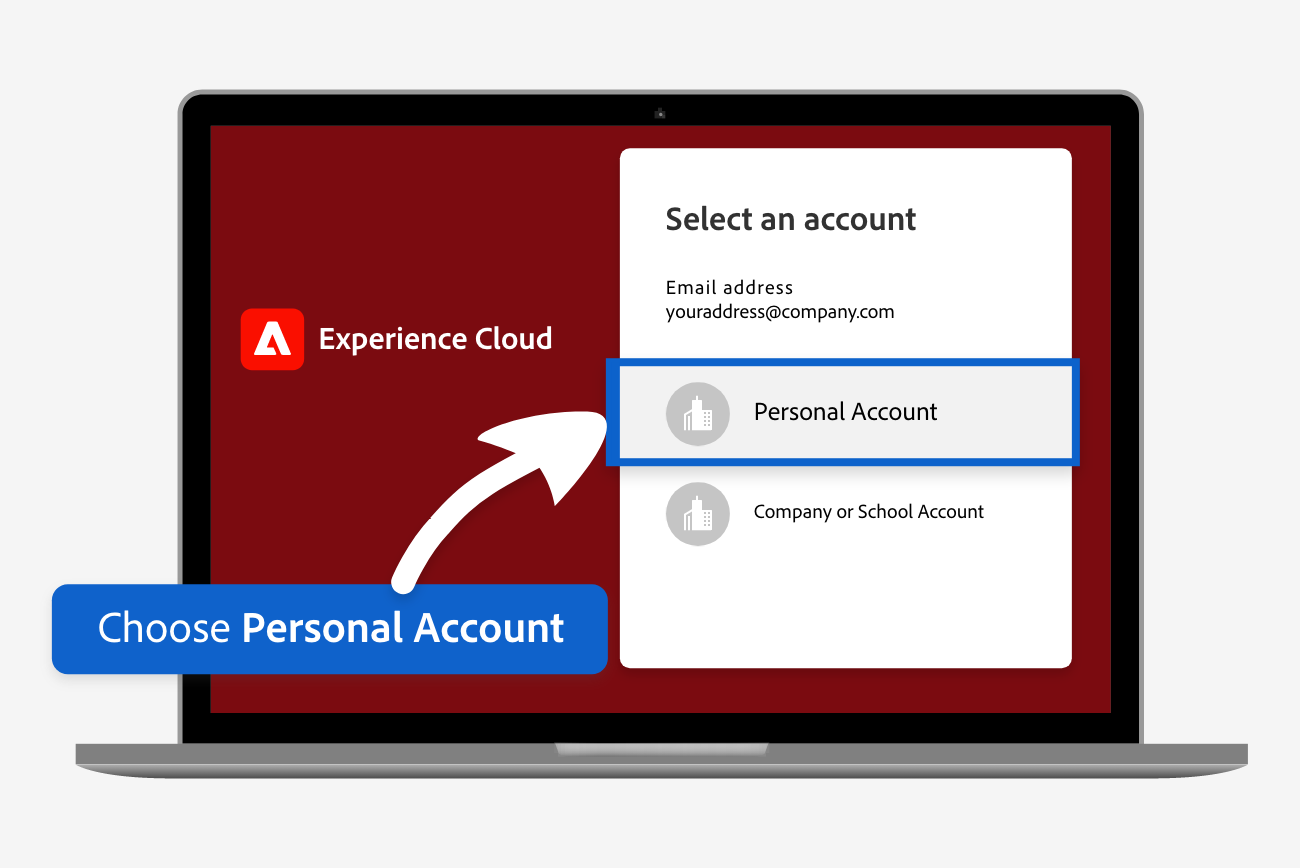 Select an account
Email address
youraddress@company.com
Experience Cloud
Personal Account
Company or School Account
Choose Personal Account